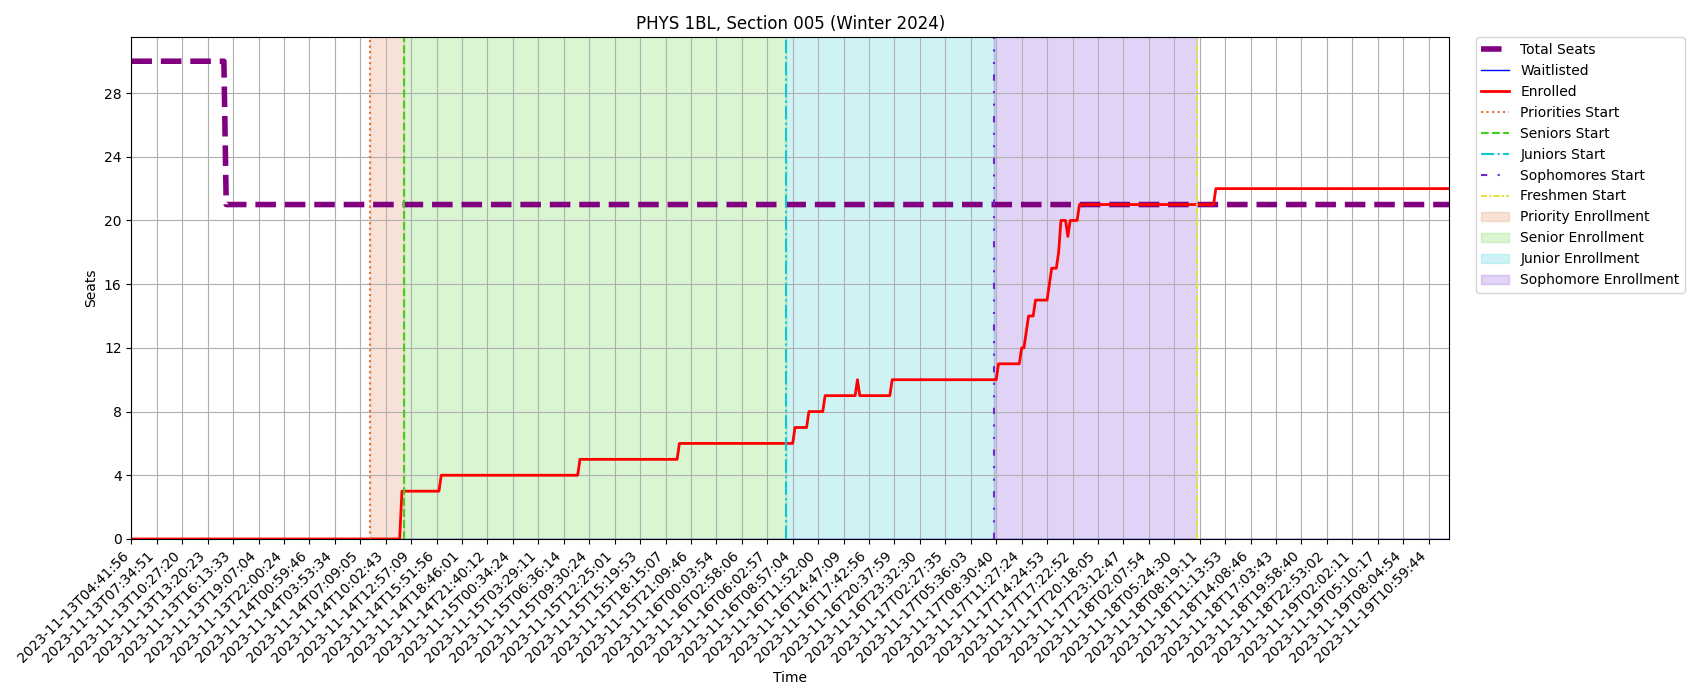 PHYS 1BL, Section 005 (Winter 2024)
Total Seats
Waitlisted
Enrolled
Priorities Start
Seniors Start
Juniors Start
Sophomores Start
Freshmen Start
Priority Enrollment
Senior Enrollment
Junior Enrollment
Sophomore Enrollment
Seats
28
24
20
16
12
8
4
0
2023-11-13T04:41:56
2023-11-13T07:34:51
2023-11-13T10:27:20
2023-11-13T13:20:23
2023-11-13T16:13:33
2023-11-13T19:07:04
2023-11-13T22:00:24
2023-11-14T00:59:46
2023-11-14T03:53:34
2023-11-14T07:09:05
2023-11-14T10:02:43
2023-11-14T12:57:09
2023-11-14T15:51:56
2023-11-14T18:46:01
2023-11-14T21:40:12
2023-11-15T00:34:24
2023-11-15T03:29:11
2023-11-15T06:36:14
2023-11-15T09:30:24
2023-11-15T12:25:01
2023-11-15T15:19:53
2023-11-15T18:15:07
2023-11-15T21:09:46
2023-11-16T00:03:54
2023-11-16T02:58:06
2023-11-16T06:02:57
2023-11-16T08:57:04
2023-11-16T11:52:00
2023-11-16T14:47:09
2023-11-16T17:42:56
2023-11-16T20:37:59
2023-11-16T23:32:30
2023-11-17T02:27:35
2023-11-17T05:36:03
2023-11-17T08:30:40
2023-11-17T11:27:24
2023-11-17T14:24:53
2023-11-17T17:22:52
2023-11-17T20:18:05
2023-11-17T23:12:47
2023-11-18T02:07:54
2023-11-18T05:24:30
2023-11-18T08:19:11
2023-11-18T11:13:53
2023-11-18T14:08:46
2023-11-18T17:03:43
2023-11-18T19:58:40
2023-11-18T22:53:02
2023-11-19T02:02:11
2023-11-19T05:10:17
2023-11-19T08:04:54
2023-11-19T10:59:44
Time